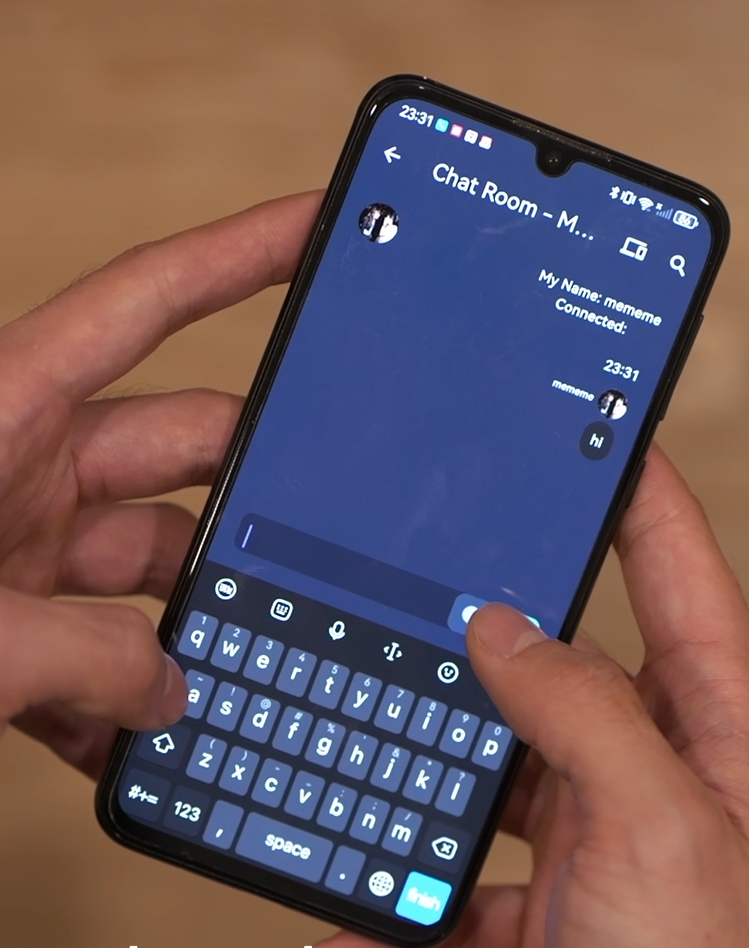 23:31
86
Chat Room - M...
My Name: mememe
Connected:
23:31
mememe
hi
1 2 3 4 5 6 7 8 9 0
q w e r t y u i o p
~ ! @ # % ' & * ?
a s d f g h j k l
( ) - _ : ; /
z x c v b n m
#+= 123 , space . finish